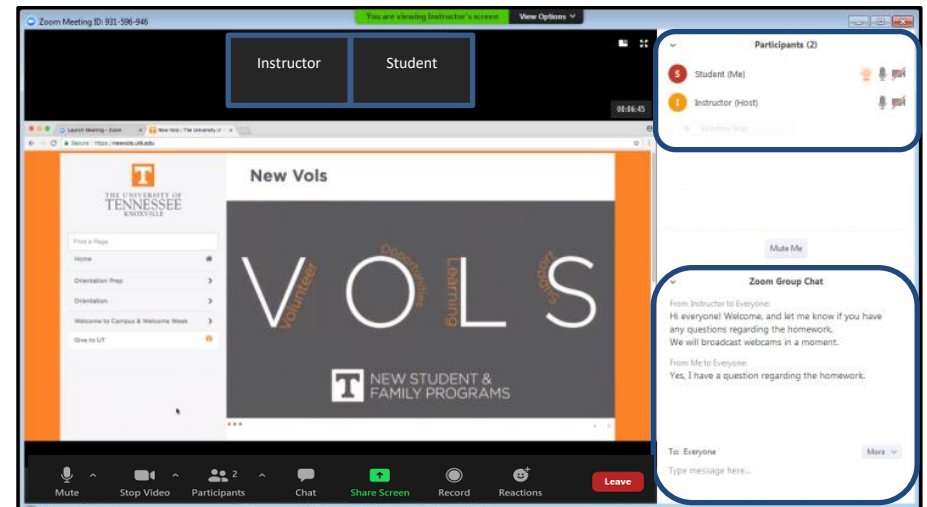 Zoom Meeting ID: 931-596-946
You are viewing Instructor's screen
View Options
Instructor
Student
00:06:45
Launch Meeting - Zoom
New Vols | The University of
Secure
https://newvols.utk.edu
T
THE UNIVERSITY OF
TENNESSEE
KNOXVILLE
Find a Page
Home
Orientation Prep
Orientation
Welcome to Campus & Welcome Week
Give to UT
New Vols
VOLS
Volunteer
Opportunities
Learning
Support
T
NEW STUDENT &
FAMILY PROGRAMS
Participants (2)
S
Student (Me)
I
Instructor (Host)
Mute Me
Zoom Group Chat
From Instructor to Everyone:
Hi everyone! Welcome, and let me know if you have
any questions regarding the homework.
We will broadcast webcams in a moment.
From Me to Everyone:
Yes, I have a question regarding the homework.
To: Everyone
More
Type message here...
Mute
Stop Video
Participants
2
Chat
Share Screen
Record
Reactions
Leave